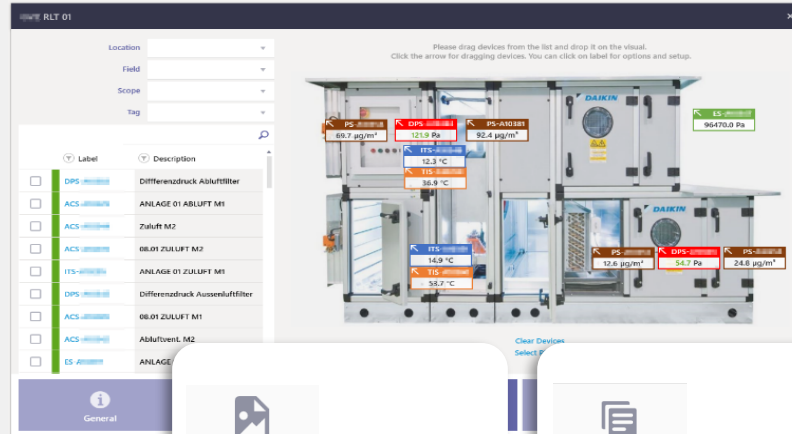 RLT 01
×
Location
Field
Scope
Tag
Label Description
DPS- Diffferenzdruck Abluftfilter
ACS ANLAGE 01 ABLUFT M1
ACS Zuluft M2
ACS 08.01 ZULUFT M2
ITS- ANLAGE 01 ZULUFT M1
DPS Differenzdruck Aussenluftfilter
ACS 08.01 ZULUFT M1
ACS Abluftvent. M2
ES-A ANLAGE
Please drag devices from the list and drop it on the visual.
Click the arrow for dragging devices. You can click on label for options and setup.
DAIKIN
PS- DPS- PS-A10381
69.7 µg/m³ 121.9 Pa 92.4 µg/m³
ES-
96470.0 Pa
ITS-
12.3 °C
TIS-
36.9 °C
DAIKIN
ITS-
14,9 °C
TIS-
53.7 °C
PS- DPS- PS-
12.6 µg/m³ 54.7 Pa 24.8 µg/m³
Clear Devices
Select
General